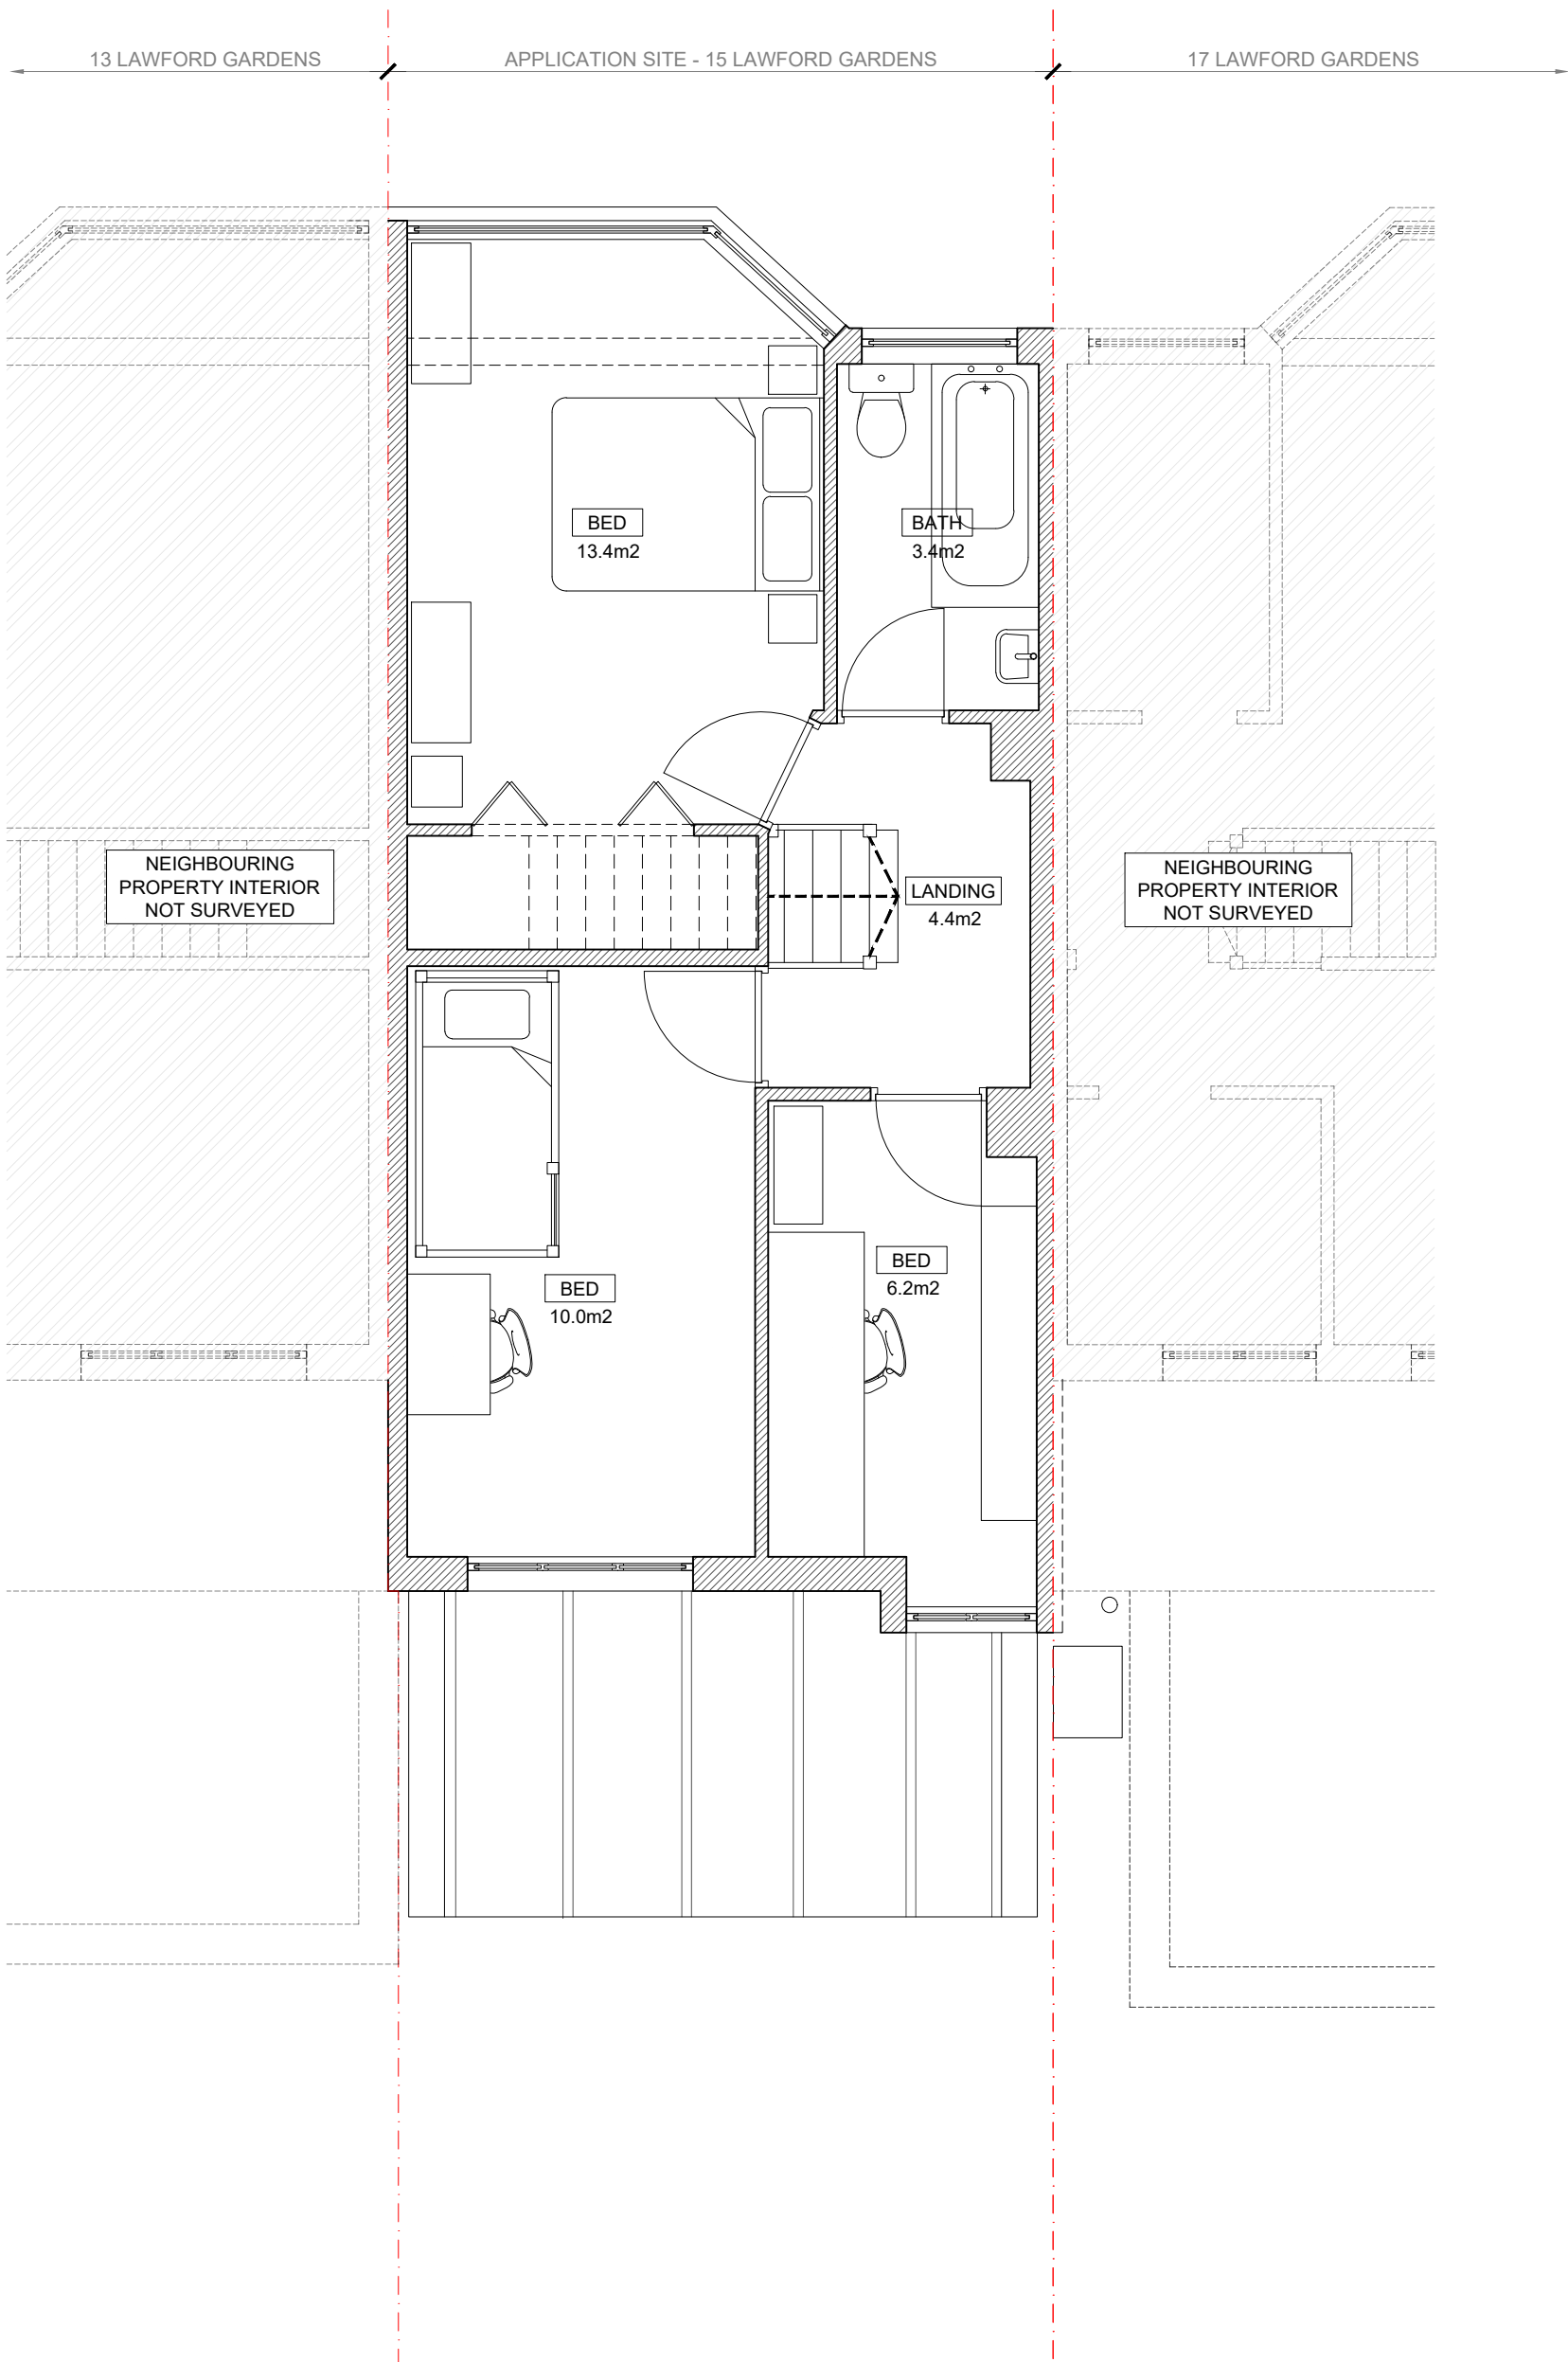 13 LAWFORD GARDENS
APPLICATION SITE - 15 LAWFORD GARDENS
17 LAWFORD GARDENS
BED
13.4m2
BATH
3.4m2
NEIGHBOURING
PROPERTY INTERIOR
NOT SURVEYED
LANDING
4.4m2
NEIGHBOURING
PROPERTY INTERIOR
NOT SURVEYED
BED
10.0m2
BED
6.2m2